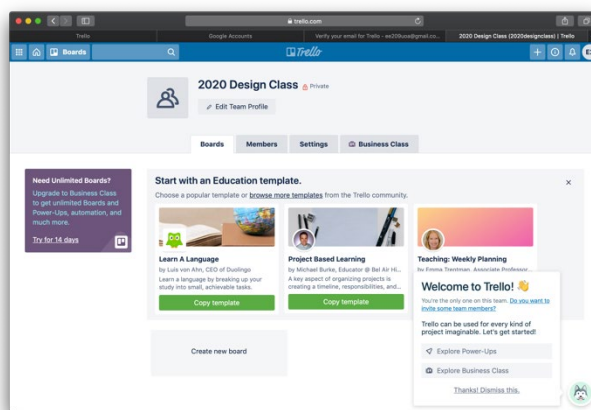 trello.com
Trello
Google Accounts
Verify your email for Trello - ee209uxa@gmail.co...
2020 Design Class (2020designclass) | Trello
Boards
Trello
2020 Design Class
Private
Edit Team Profile
Boards
Members
Settings
Business Class
Need Unlimited Boards?
Upgrade to Business Class
to get unlimited Boards and
Power-Ups, automation, and
much more.
Try for 14 days
Start with an Education template.
Choose a popular template or browse more templates from the Trello community.
Learn A Language
by Luis von Ahn, CEO of Duolingo
Learn a language by breaking up your
study into small, achievable tasks.
Copy template
Project Based Learning
by Michael Burke, Educator @ Bel Air Hi...
A key aspect of organizing projects is
creating a timeline, responsibilities, and...
Copy template
Teaching: Weekly Planning
by Emma Trentman, Associate Professor...
Create new board
Welcome to Trello! 👋
You're the only one on this team. Do you want to
invite some team members?
Trello can be used for every kind of
project imaginable. Let's get started!
Explore Power-Ups
Explore Business Class
Thanks! Dismiss this.